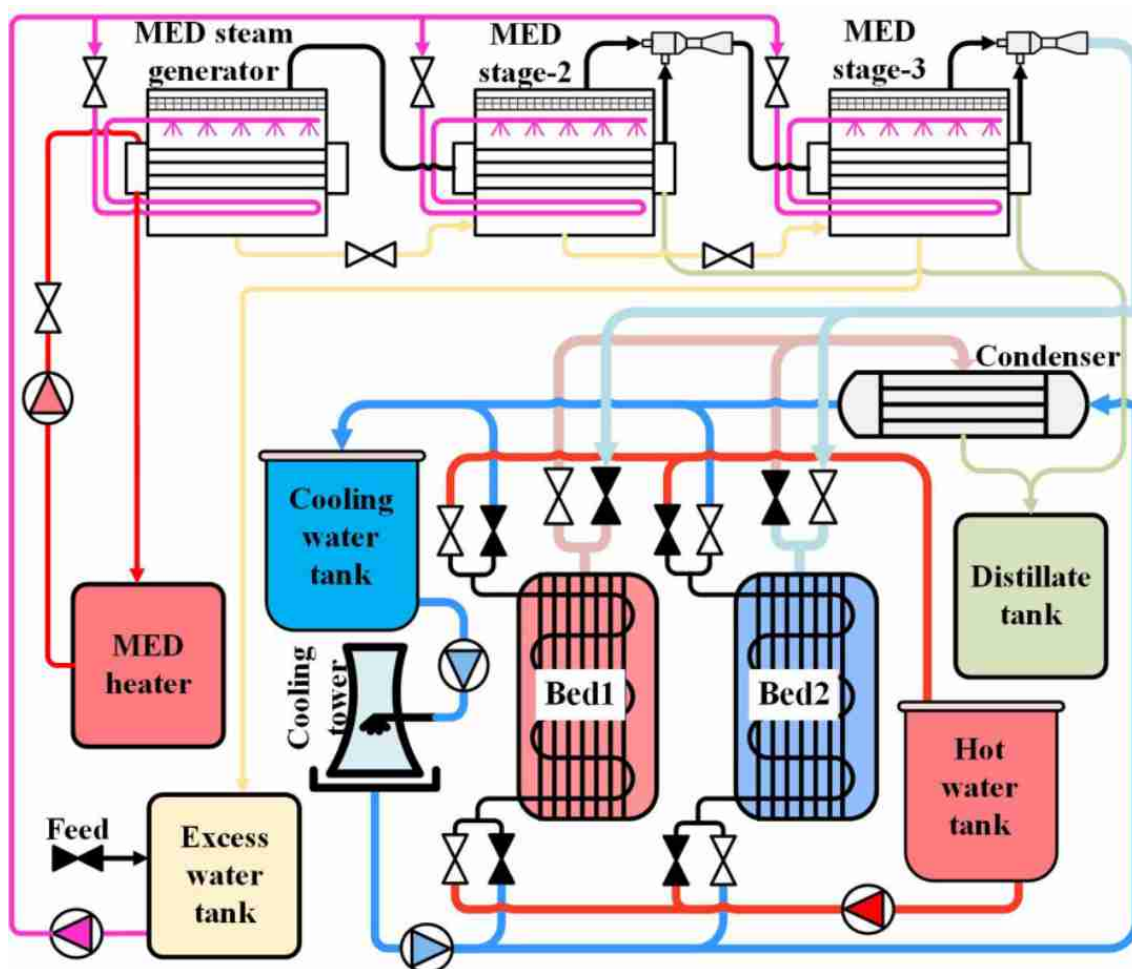 MED steam
generator
MED
stage-2
MED
stage-3
Condenser
Cooling
water
tank
Distillate
tank
MED
heater
Cooling
tower
Bed1
Bed2
Hot
water
tank
Feed
Excess
water
tank